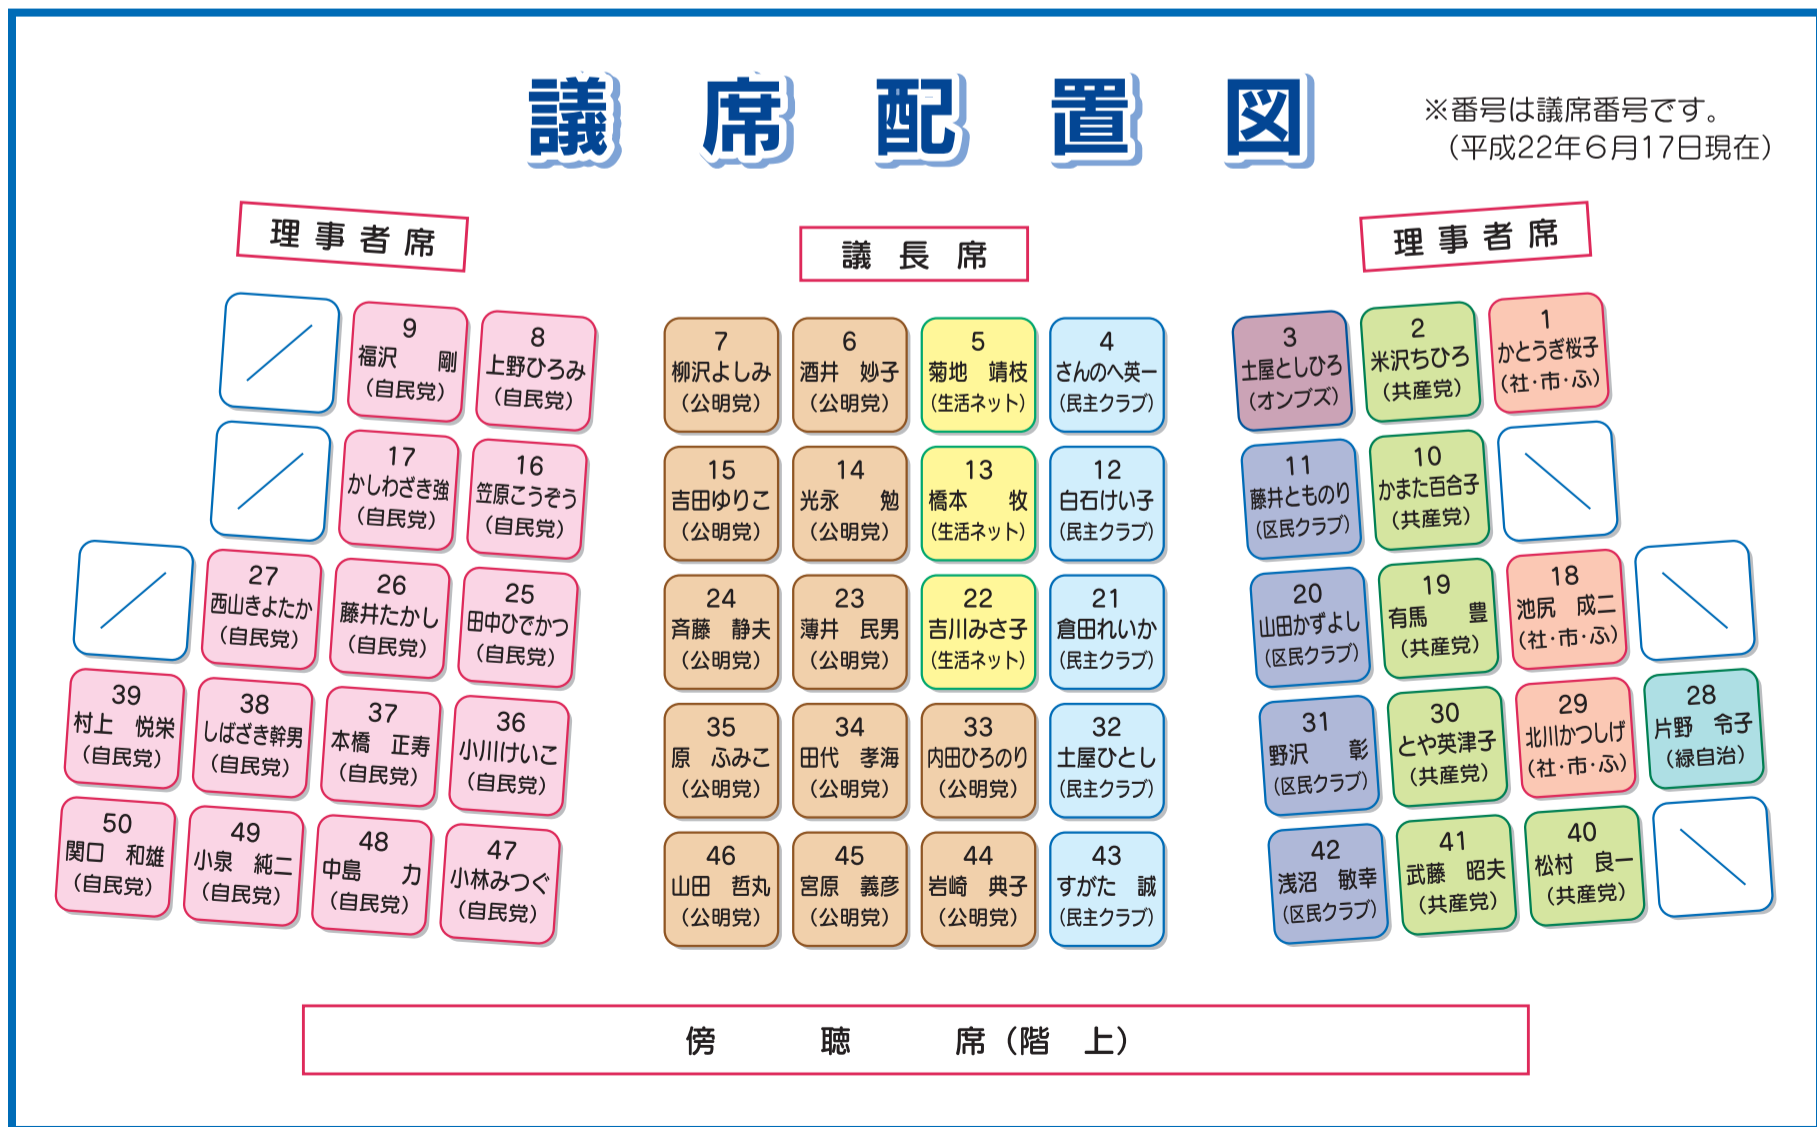 議席配置図
※番号は議席番号です。
（平成22年６月17日現在）
理事者席
議長席
理事者席
9
福沢　剛
（自民党）
8
上野ひろみ
（自民党）
7
柳沢よしみ
（公明党）
6
酒井　妙子
（公明党）
5
菊地　靖枝
（生活ネット）
4
さんのへ英一
（民主クラブ）
3
土屋としひろ
（オンブズ）
2
米沢ちひろ
（共産党）
1
かとうぎ桜子
（社・市・ふ）
17
かしわざき強
（自民党）
16
笠原こうぞう
（自民党）
15
吉田ゆりこ
（公明党）
14
光永　勉
（公明党）
13
橋本　牧
（生活ネット）
12
白石けい子
（民主クラブ）
11
藤井とものり
（区民クラブ）
10
かまた百合子
（共産党）
27
西山きよたか
（自民党）
26
藤井たかし
（自民党）
25
田中ひでかつ
（自民党）
24
斉藤　静夫
（公明党）
23
薄井　民男
（公明党）
22
吉川みさ子
（生活ネット）
21
倉田れいか
（民主クラブ）
20
山田かずよし
（区民クラブ）
19
有馬　豊
（共産党）
18
池尻　成二
（社・市・ふ）
39
村上　悦栄
（自民党）
38
しばざき幹男
（自民党）
37
本橋　正寿
（自民党）
36
小川けいこ
（自民党）
35
原　ふみこ
（公明党）
34
田代　孝海
（公明党）
33
内田ひろのり
（公明党）
32
土屋ひとし
（民主クラブ）
31
野沢　彰
（区民クラブ）
30
とや英津子
（共産党）
29
北川かつしげ
（社・市・ふ）
28
片野　令子
（緑自治）
50
関口　和雄
（自民党）
49
小泉　純二
（自民党）
48
中島　力
（自民党）
47
小林みつぐ
（自民党）
46
山田　哲丸
（公明党）
45
宮原　義彦
（公明党）
44
岩崎　典子
（公明党）
43
すがた　誠
（民主クラブ）
42
浅沼　敏幸
（区民クラブ）
41
武藤　昭夫
（共産党）
40
松村　良一
（共産党）
傍聴席（階　上）